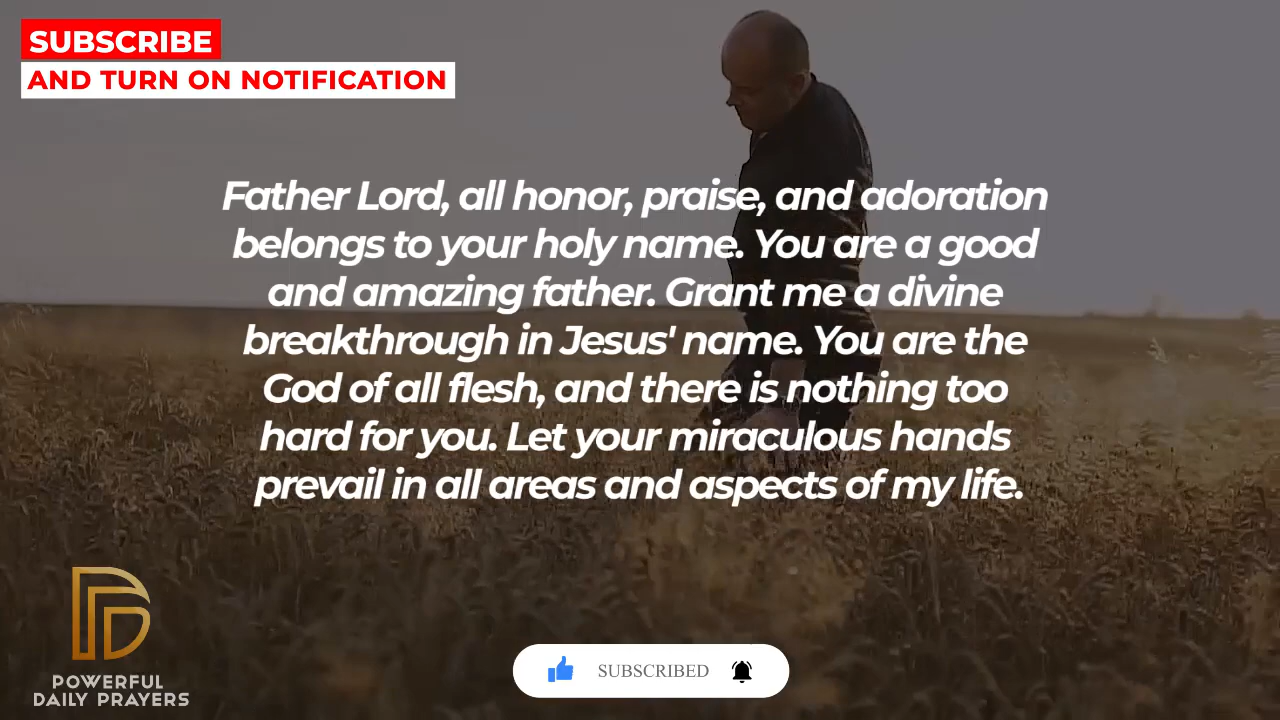 SUBSCRIBE
AND TURN ON NOTIFICATION
Father Lord, all honor, praise, and adoration
belongs to your holy name. You are a good
and amazing father. Grant me a divine
breakthrough in Jesus' name. You are the
God of all flesh, and there is nothing too
hard for you. Let your miraculous hands
prevail in all areas and aspects of my life.
POWERFUL
DAILY PRAYERS
SUBSCRIBED